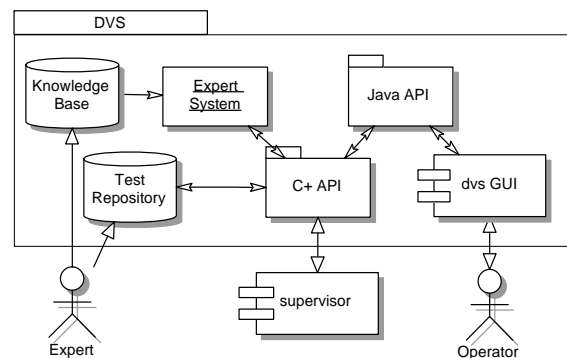 DVS
Knowledge
Base
Expert
System
Java API
Test
Repository
C+ API
dvs GUI
supervisor
Expert
Operator